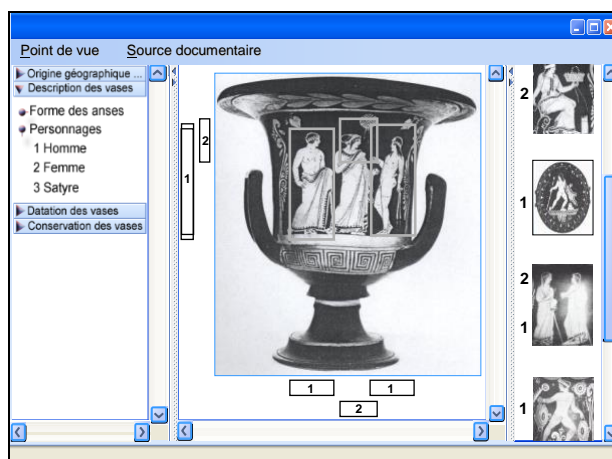 Point de vue Source documentaire
Origine géographique ...
Description des vases
Forme des anses
Personnages
1 Homme
2 Femme
3 Satyre
Datation des vases
Conservation des vases
1
2
1 1
2
2
1
2
1
1